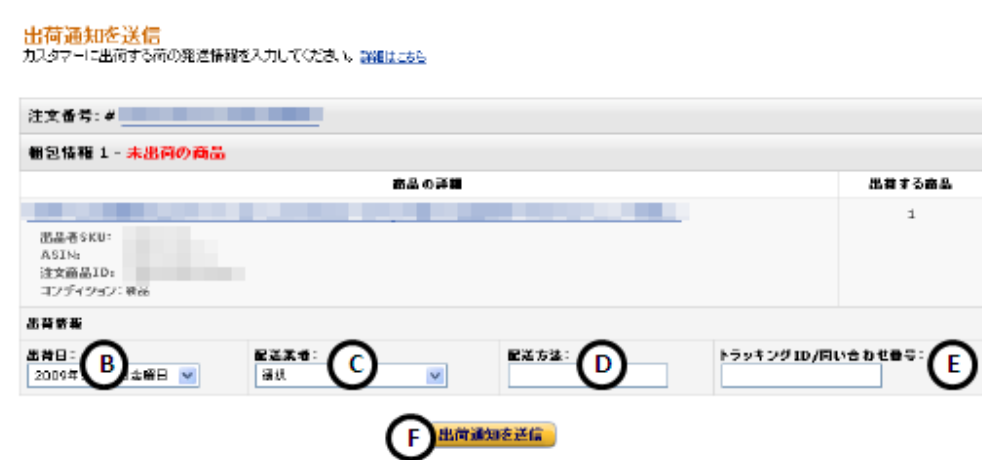 出荷通知を送信
カスタマーに出荷する荷の発送情報を入力してください。 詳細はこちら
注文番号: #
梱包情報 1 - 未出荷の商品
商品の詳細 出荷する商品
1
出品者SKU:
ASIN:
注文商品ID:
コンディション: 新品
出荷情報
出荷日: B 配送業者: C 配送方法: D トラッキングID/問い合わせ番号: E
2009年 土曜日 選択
F 出荷通知を送信